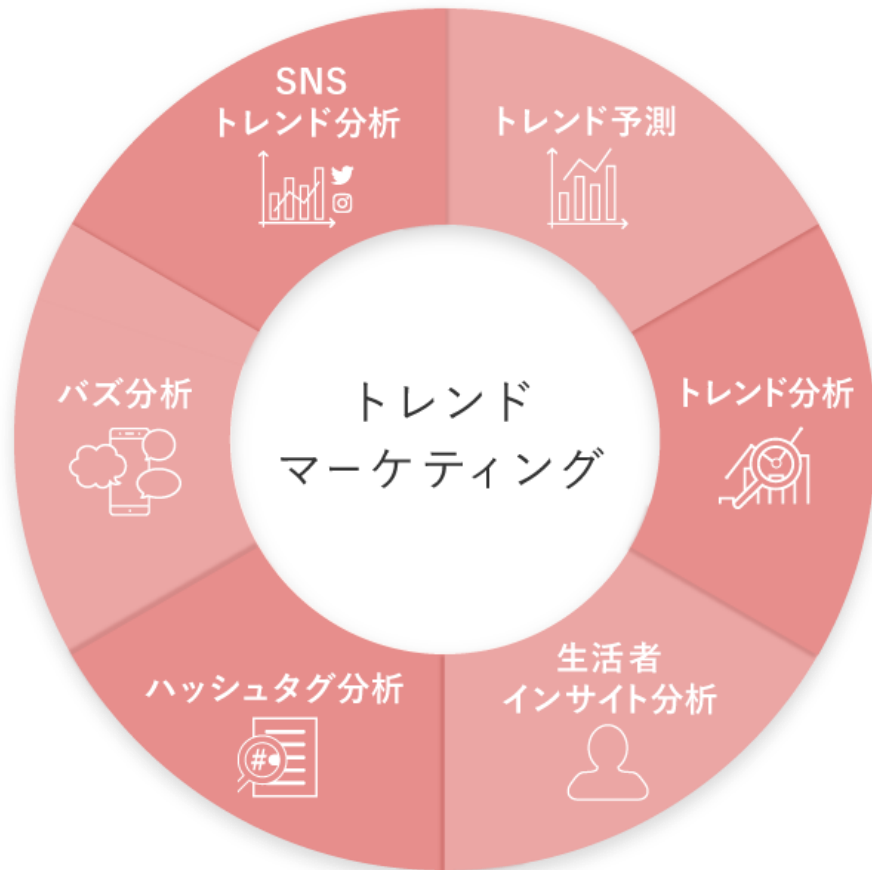 SNS
トレンド分析
トレンド予測
バズ分析
トレンド
マーケティング
トレンド分析
ハッシュタグ分析
#
生活者
インサイト分析